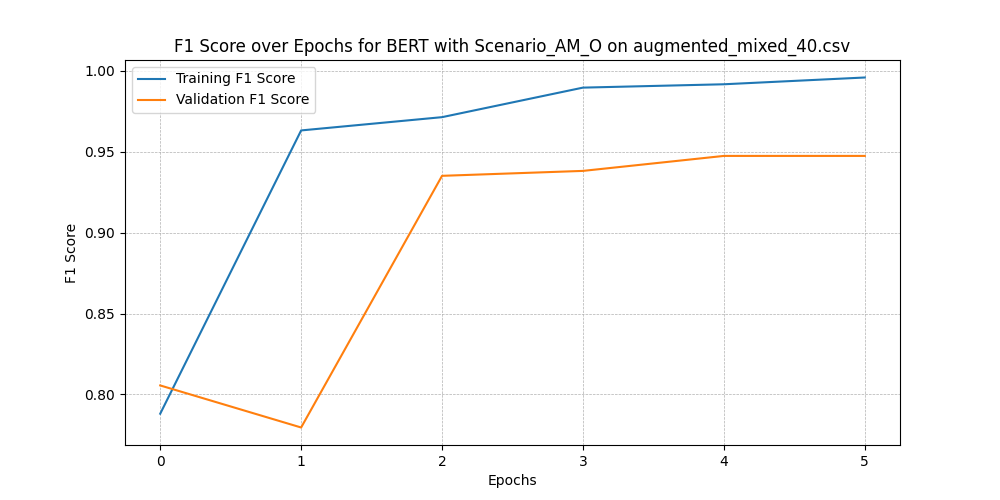 F1 Score over Epochs for BERT with Scenario_AM_O on augmented_mixed_40.csv
Training F1 Score
Validation F1 Score
1.00
0.95
0.90
0.85
0.80
F1 Score
0 1 2 3 4 5
Epochs